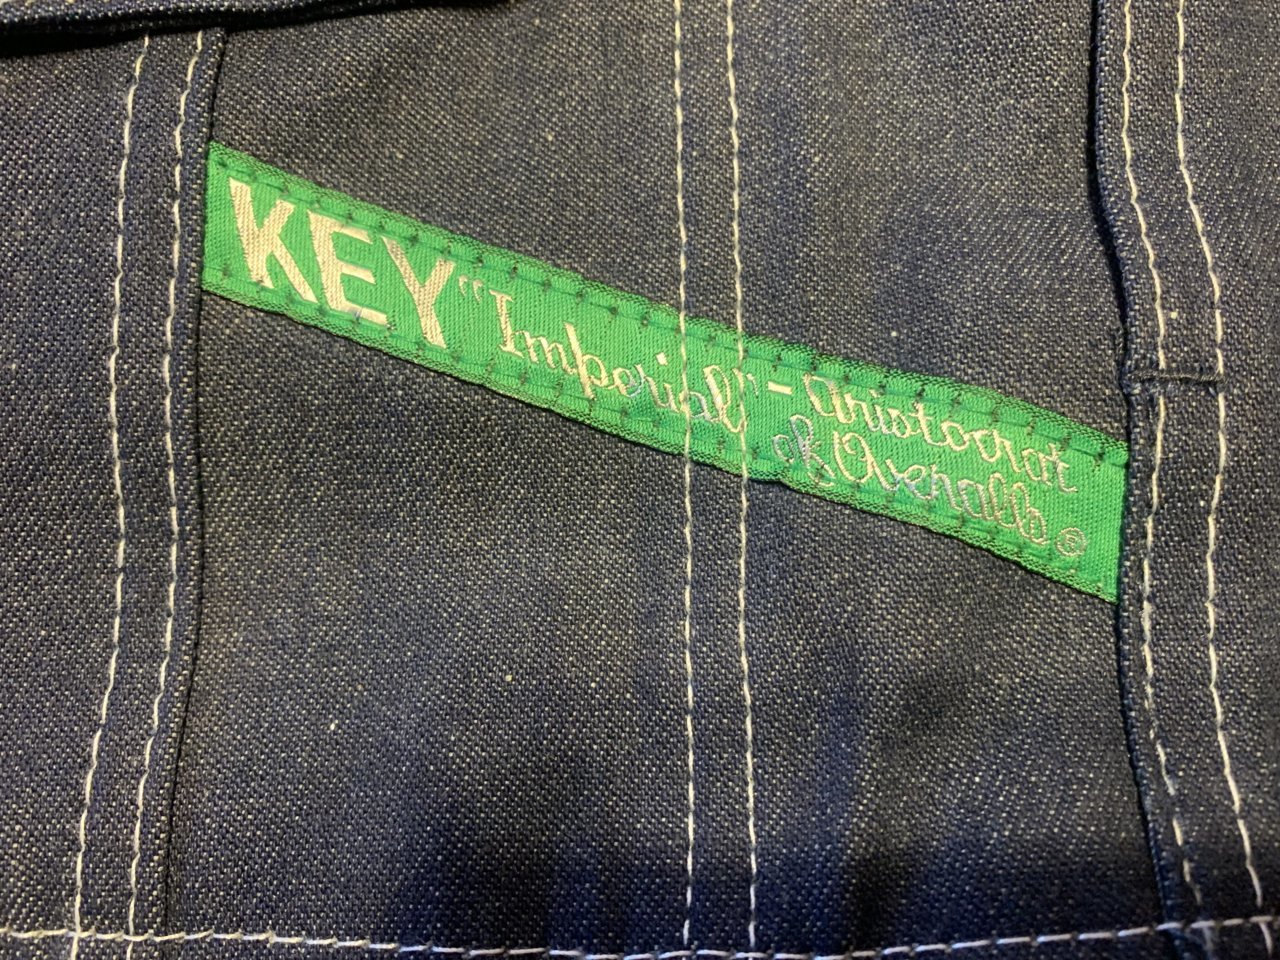 KEY "Imperial" - Aristocrat
of Overalls ®